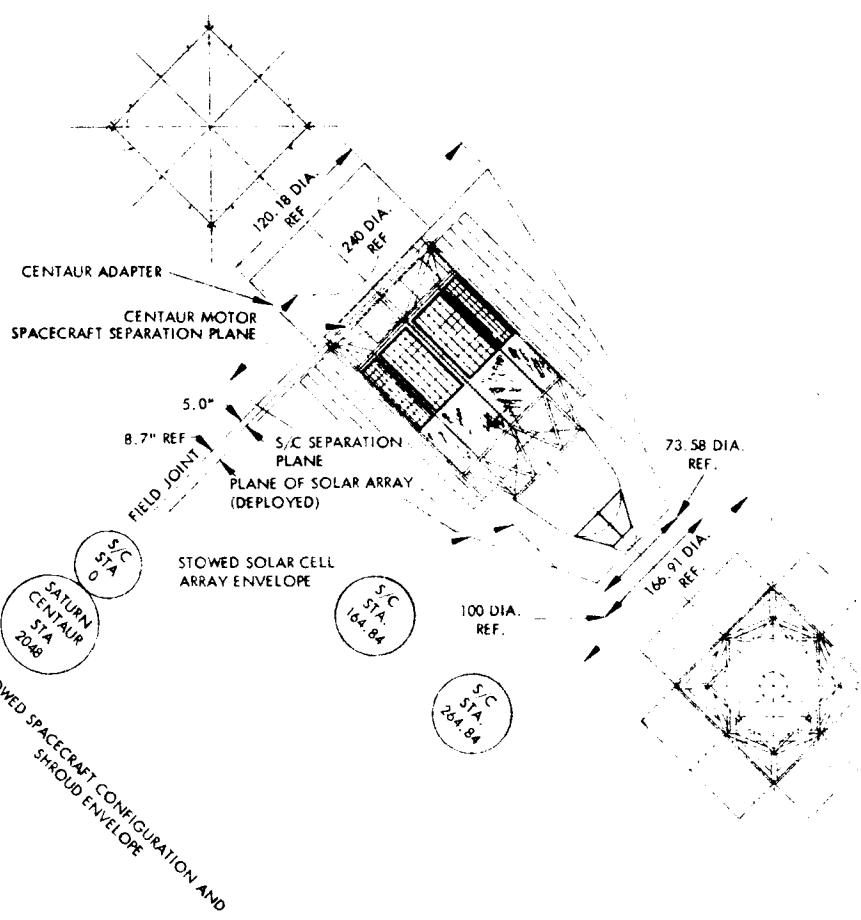 120.18 DIA.
REF
240 DIA.
REF
CENTAUR ADAPTER
CENTAUR MOTOR
SPACECRAFT SEPARATION PLANE
5.0"
8.7" REF
S/C SEPARATION
PLANE
FIELD JOINT
PLANE OF SOLAR ARRAY
(DEPLOYED)
73.58 DIA.
REF.
S/C
STA
0
STOWED SOLAR CELL
ARRAY ENVELOPE
166.91 DIA.
REF.
SATURN
CENTAUR
STA
2048
S/C
STA.
164.84
100 DIA.
REF.
S/C
STA.
264.84
OWED SPACECRAFT CONFIGURATION AND
SHROUD ENVELOPE